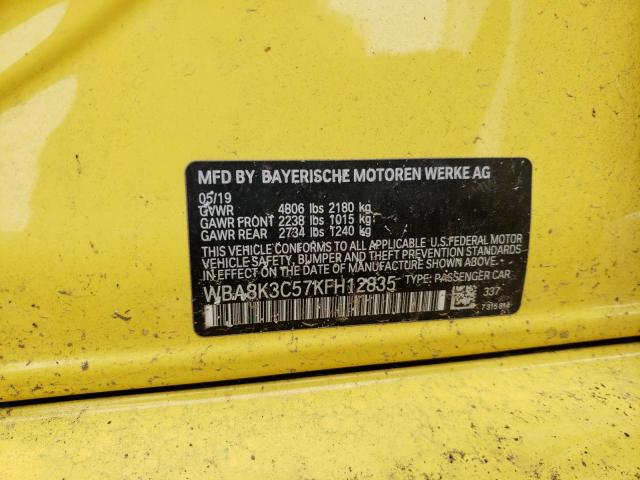 MFD BY BAYERISCHE MOTOREN WERKE AG
05/19
GVWR 4806 lbs 2180 kg
GAWR FRONT 2238 lbs 1015 kg
GAWR REAR 2734 lbs 1240 kg
THIS VEHICLE CONFORMS TO ALL APPLICABLE U.S.FEDERAL MOTOR
VEHICLE SAFETY, BUMPER, AND THEFT PREVENTION STANDARDS
IN EFFECT ON THE DATE OF MANUFACTURE SHOWN ABOVE.
WBA8K3C57KFH12835 TYPE: PASSENGER CAR
337